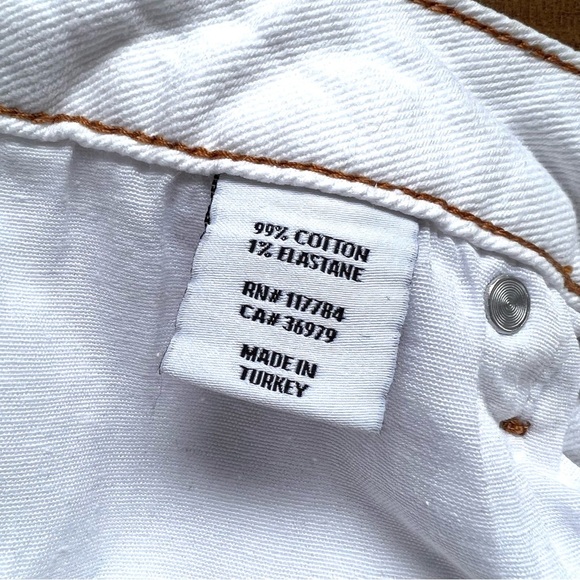 99% COTTON
1% ELASTANE
RN# 117784
CA# 36979
MADE IN
TURKEY